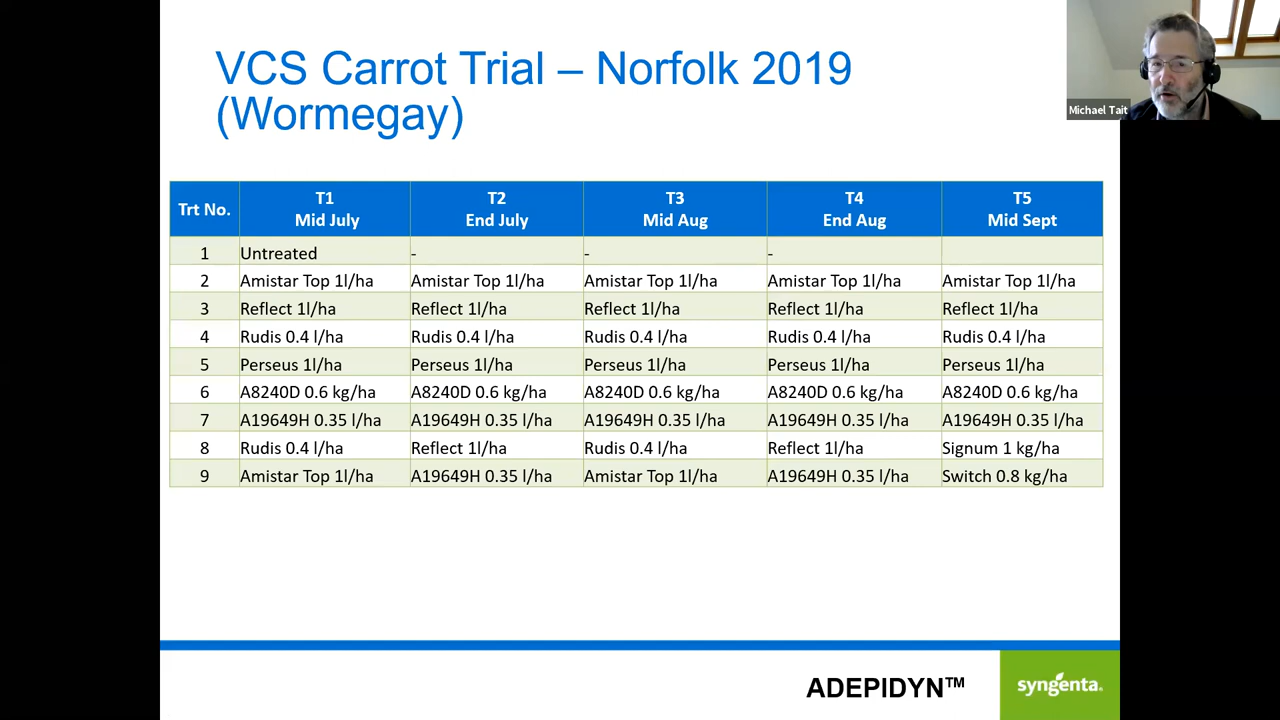 VCS Carrot Trial – Norfolk 2019
(Wormegay)
Michael Tait
Trt No. T1 Mid July T2 End July T3 Mid Aug T4 End Aug T5 Mid Sept
1 Untreated - - -
2 Amistar Top 1l/ha Amistar Top 1l/ha Amistar Top 1l/ha Amistar Top 1l/ha Amistar Top 1l/ha
3 Reflect 1l/ha Reflect 1l/ha Reflect 1l/ha Reflect 1l/ha Reflect 1l/ha
4 Rudis 0.4 l/ha Rudis 0.4 l/ha Rudis 0.4 l/ha Rudis 0.4 l/ha Rudis 0.4 l/ha
5 Perseus 1l/ha Perseus 1l/ha Perseus 1l/ha Perseus 1l/ha Perseus 1l/ha
6 A8240D 0.6 kg/ha A8240D 0.6 kg/ha A8240D 0.6 kg/ha A8240D 0.6 kg/ha A8240D 0.6 kg/ha
7 A19649H 0.35 l/ha A19649H 0.35 l/ha A19649H 0.35 l/ha A19649H 0.35 l/ha A19649H 0.35 l/ha
8 Rudis 0.4 l/ha Reflect 1l/ha Rudis 0.4 l/ha Reflect 1l/ha Signum 1 kg/ha
9 Amistar Top 1l/ha A19649H 0.35 l/ha Amistar Top 1l/ha A19649H 0.35 l/ha Switch 0.8 kg/ha
ADEPIDYN™
syngenta.